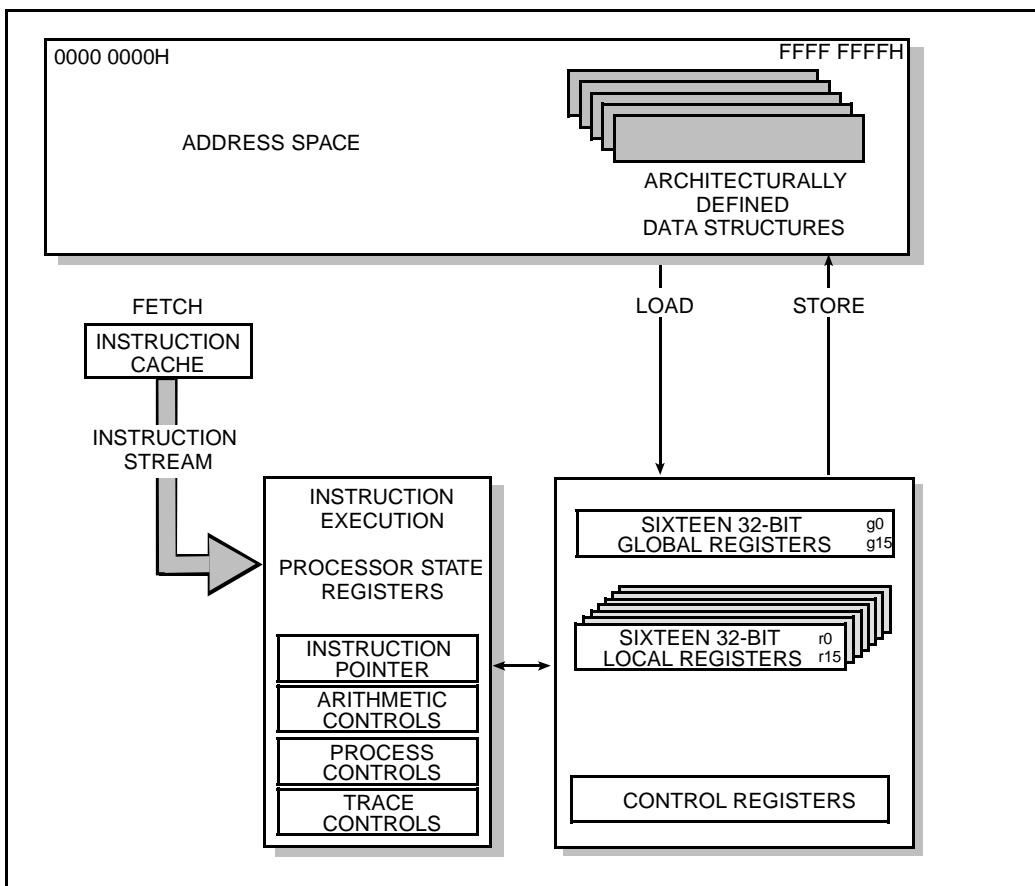 0000 0000H
FFFF FFFFH
ADDRESS SPACE
ARCHITECTURALLY
DEFINED
DATA STRUCTURES
FETCH
INSTRUCTION
CACHE
INSTRUCTION
STREAM
LOAD
STORE
INSTRUCTION
EXECUTION
PROCESSOR STATE
REGISTERS
INSTRUCTION
POINTER
ARITHMETIC
CONTROLS
PROCESS
CONTROLS
TRACE
CONTROLS
SIXTEEN 32-BIT g0
GLOBAL REGISTERS g15
SIXTEEN 32-BIT r0
LOCAL REGISTERS r15
CONTROL REGISTERS